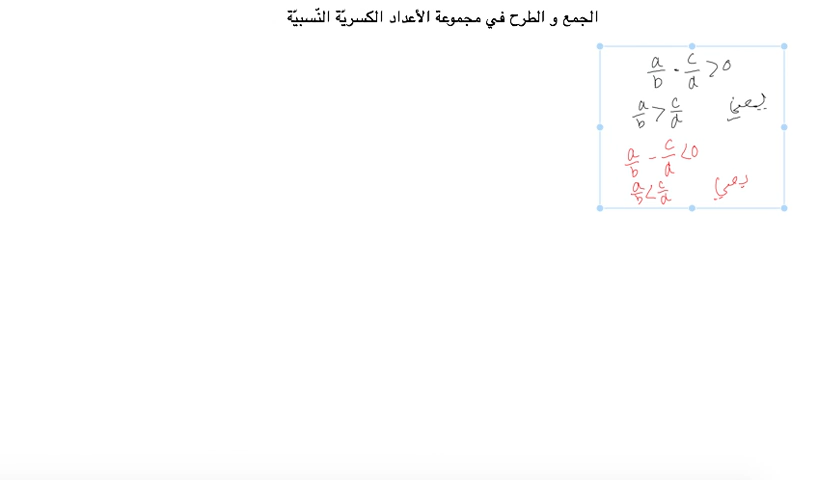 الجمع و الطرح في مجموعة الأعداد الكسريّة النّسبيّة
a/b - c/d > 0
يعني a/b > c/d
a/b - c/d < 0
يعني a/b < c/d